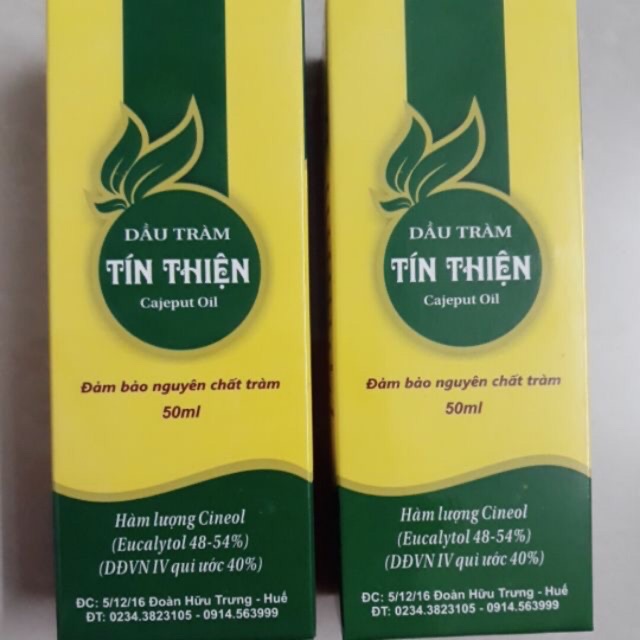 DẦU TRÀM
TÍN THIỆN
Cajeput Oil
Đảm bảo nguyên chất tràm
50ml
Hàm lượng Cineol
(Eucalytol 48-54%)
(DĐVN IV qui ước 40%)
ĐC: 5/12/16 Đoàn Hữu Trưng - Huế
ĐT: 0234.3823105 - 0914.563999
DẦU TRÀM
TÍN THIỆN
Cajeput Oil
Đảm bảo nguyên chất tràm
50ml
Hàm lượng Cineol
(Eucalytol 48-54%)
(DĐVN IV qui ước 40%)
ĐC: 5/12/16 Đoàn Hữu Trưng - Huế
ĐT: 0234.3823105 - 0914.563999